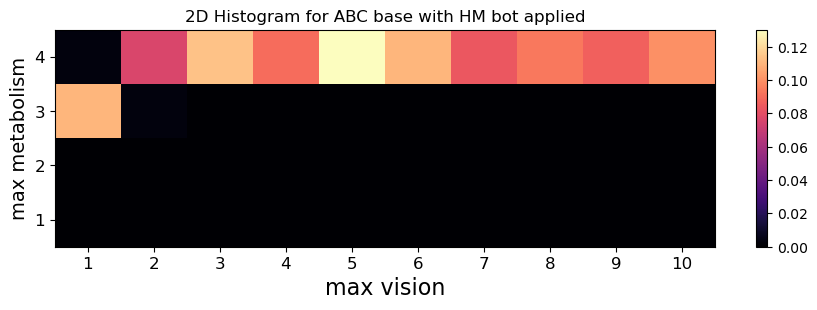 2D Histogram for ABC base with HM bot applied
max metabolism
4
3
2
1
1 2 3 4 5 6 7 8 9 10
max vision
0.12
0.10
0.08
0.06
0.04
0.02
0.00